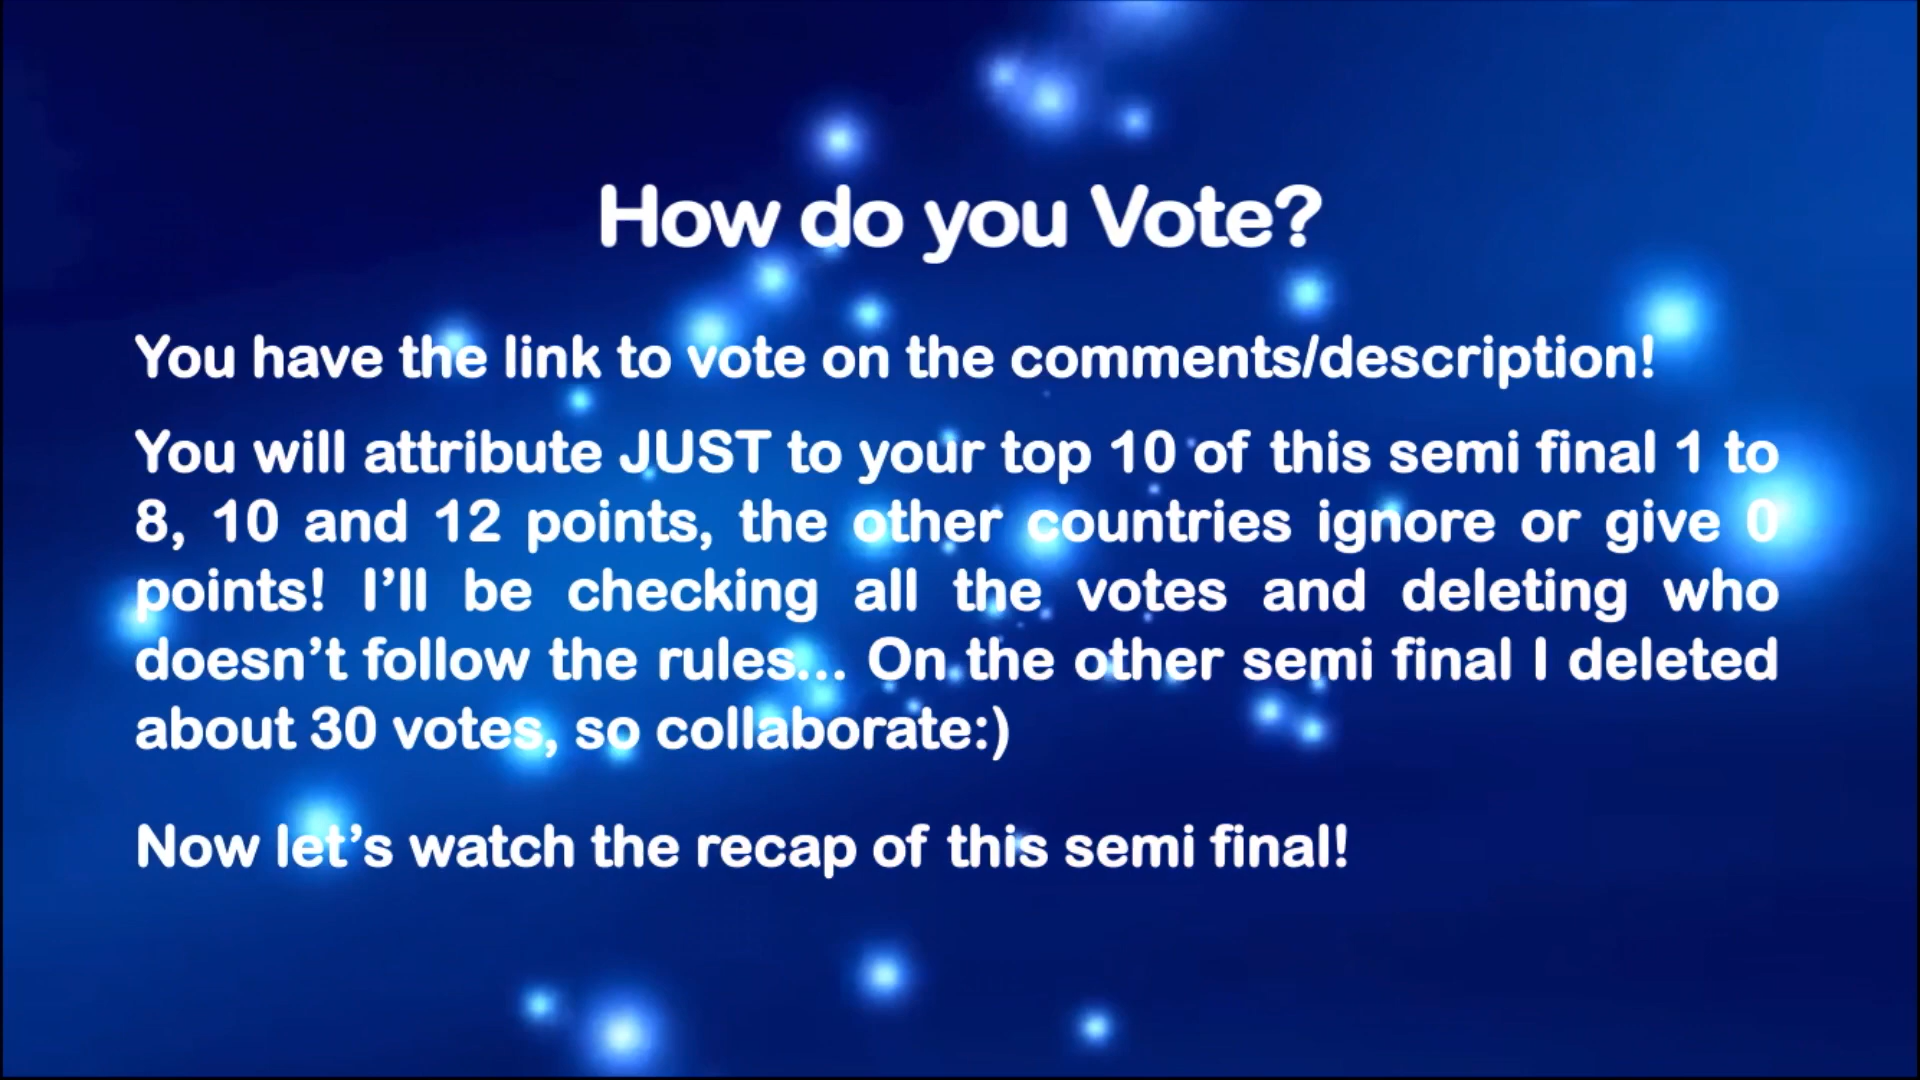 How do you Vote?
You have the link to vote on the comments/description!
You will attribute JUST to your top 10 of this semi final 1 to
8, 10 and 12 points, the other countries ignore or give 0
points! I’ll be checking all the votes and deleting who
doesn’t follow the rules... On the other semi final I deleted
about 30 votes, so collaborate:)
Now let’s watch the recap of this semi final!